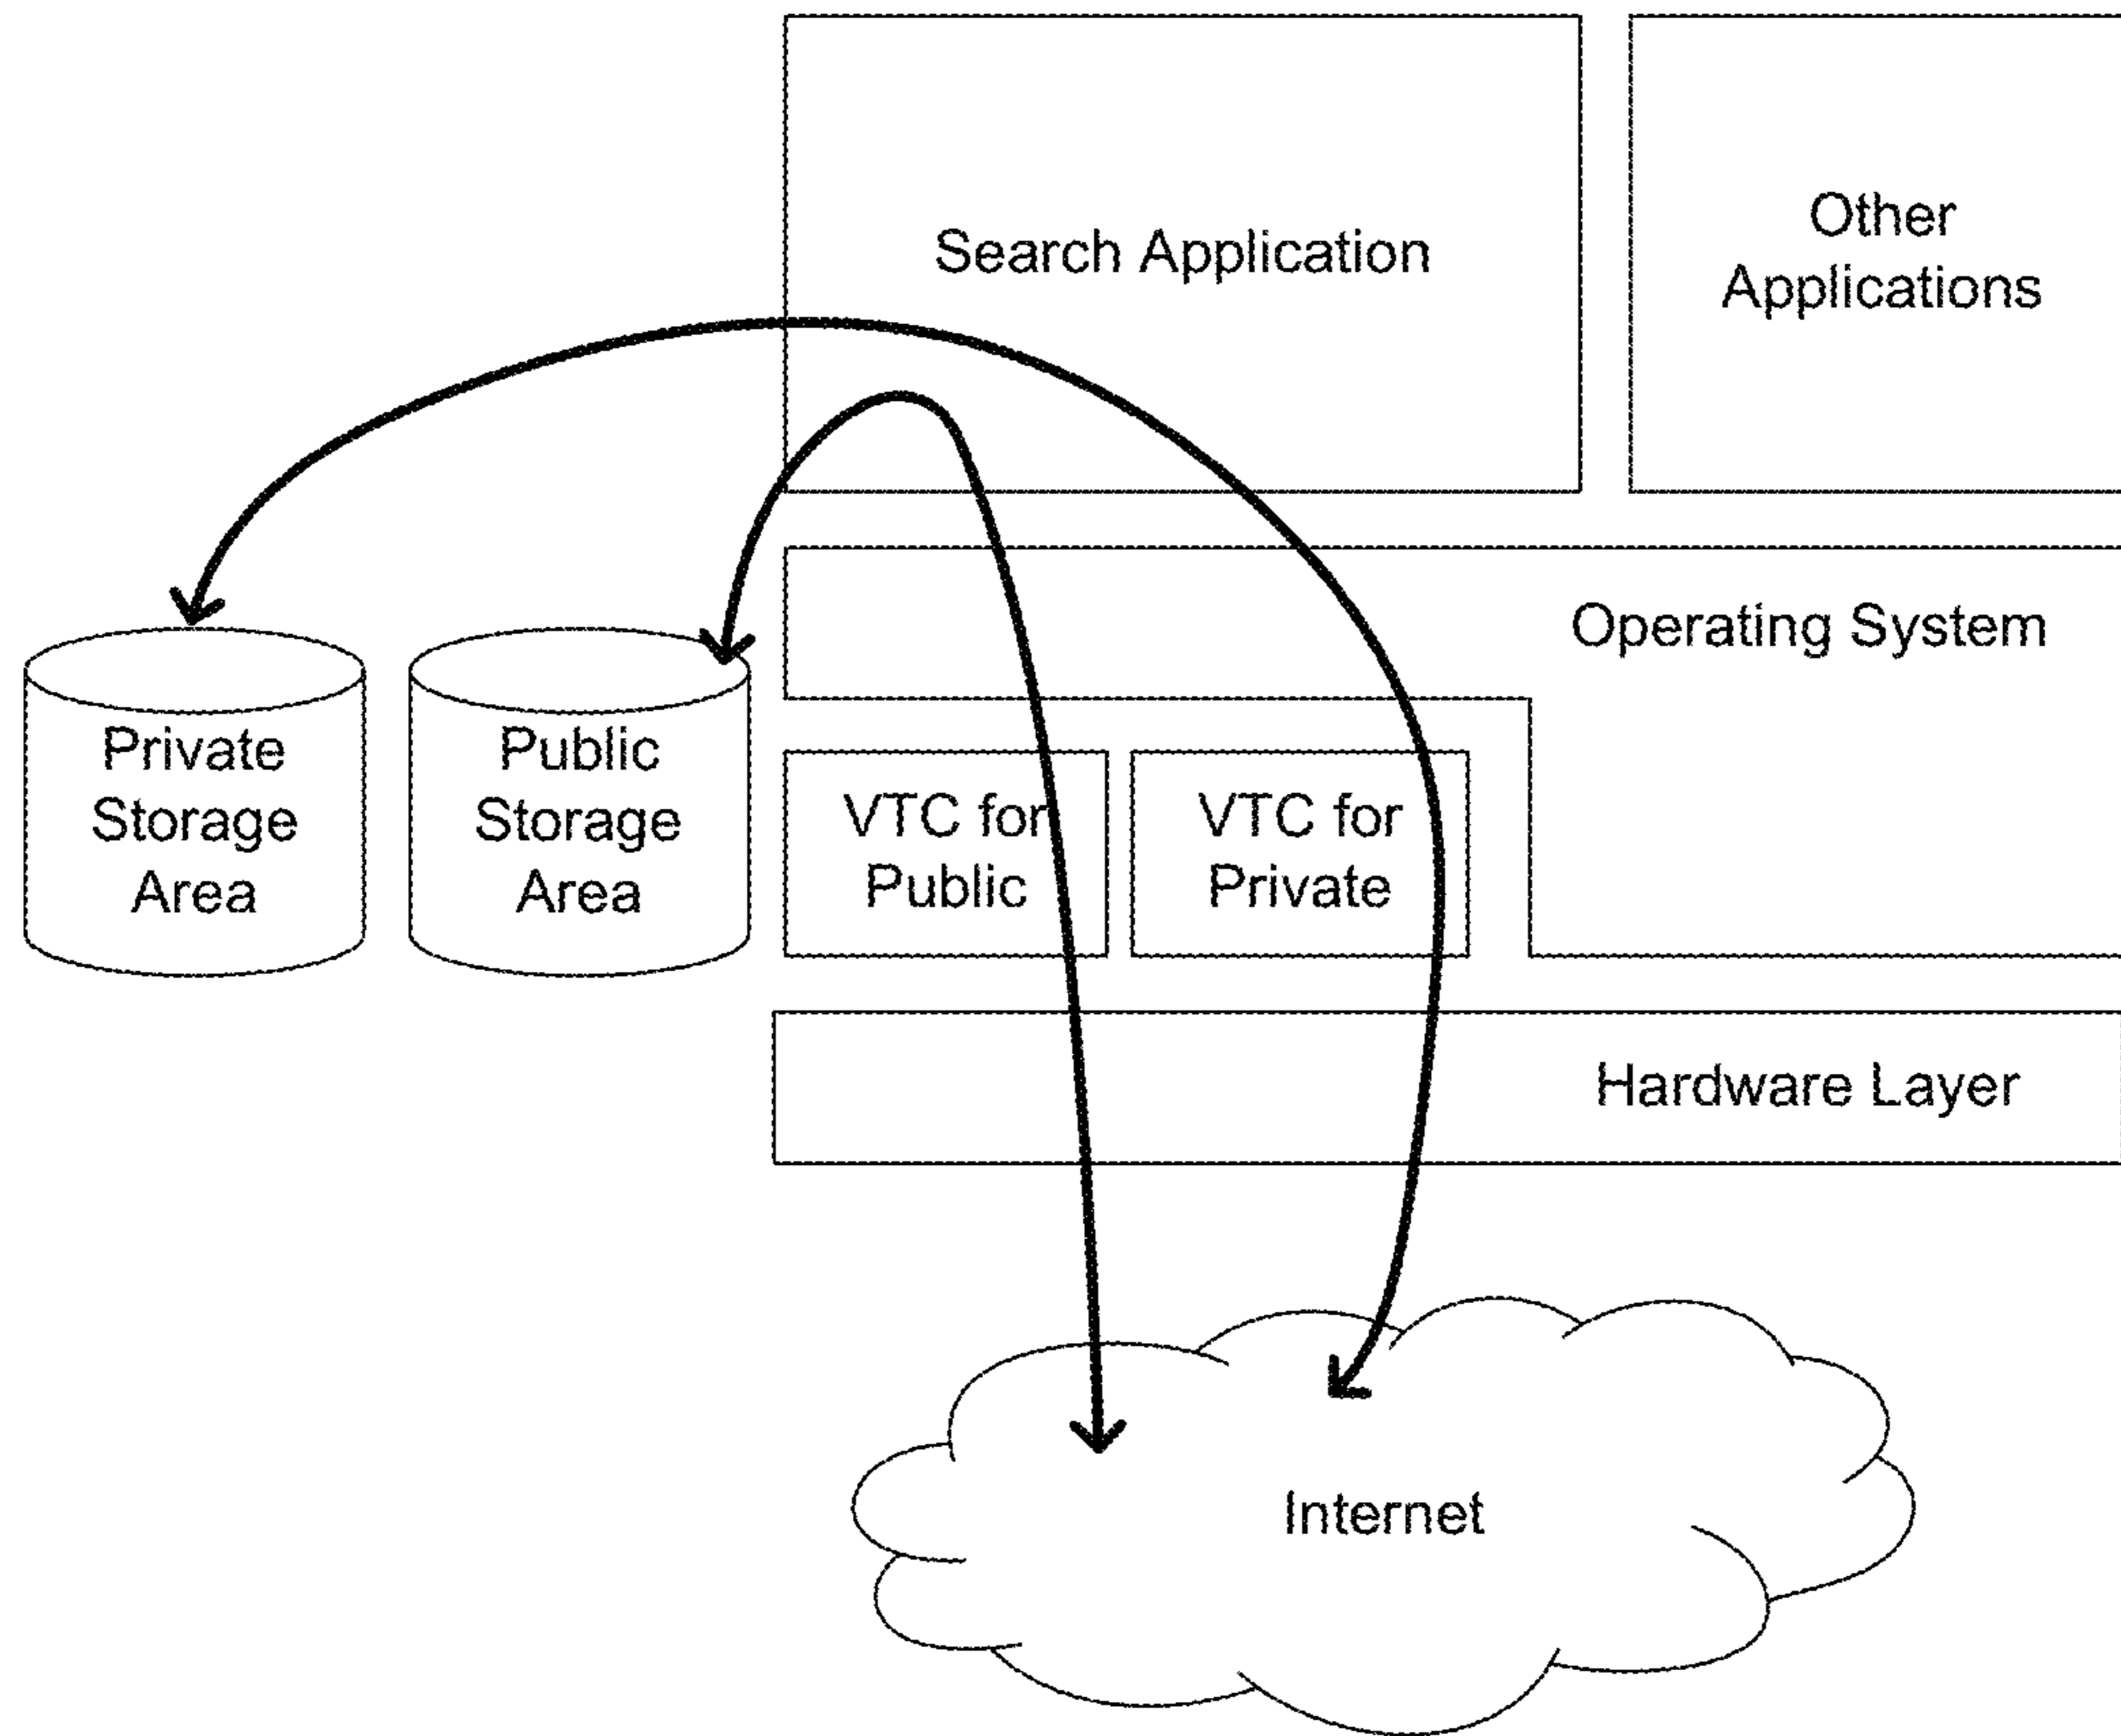 Search Application
Other
Applications
Operating System
Private
Storage
Area
Public
Storage
Area
VTC for
Public
VTC for
Private
Hardware Layer
Internet